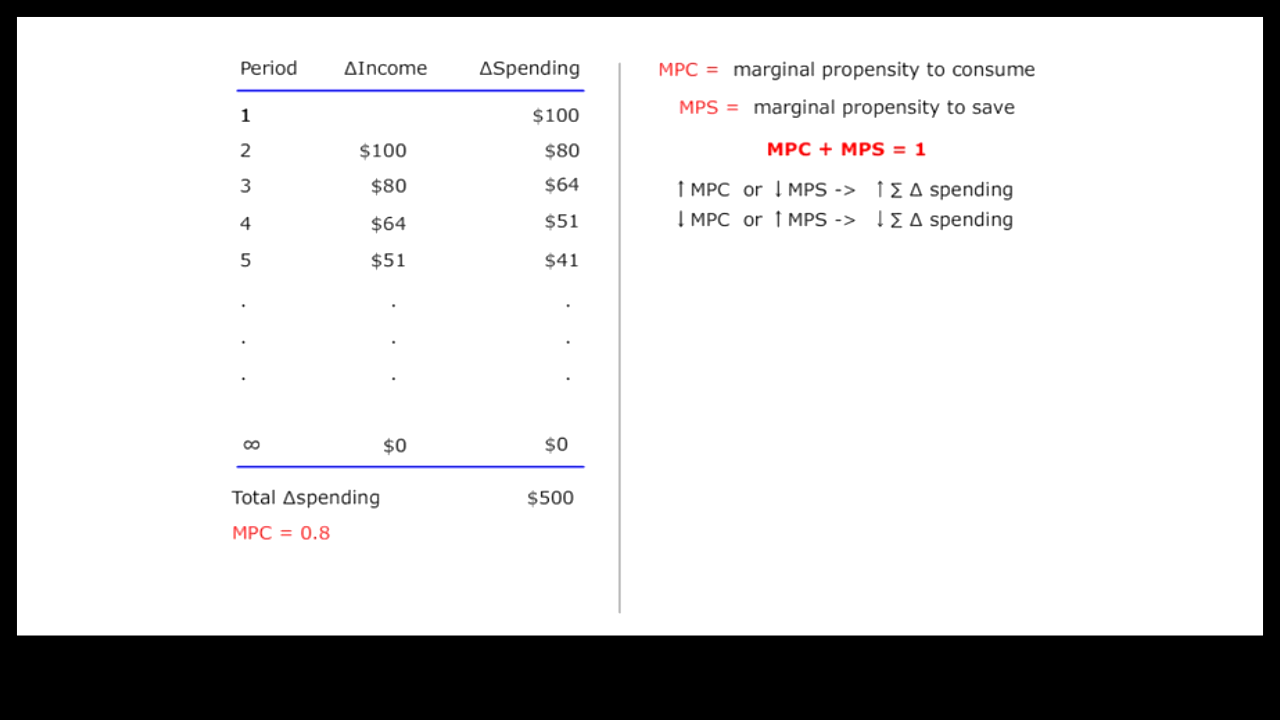 Period ΔIncome ΔSpending
1 $100
2 $100 $80
3 $80 $64
4 $64 $51
5 $51 $41
. . .
. . .
. . .
∞ $0 $0
Total Δspending $500
MPC = 0.8
MPC = marginal propensity to consume
MPS = marginal propensity to save
MPC + MPS = 1
↑ MPC or ↓ MPS -> ↑ ∑ Δ spending
↓ MPC or ↑ MPS -> ↓ ∑ Δ spending